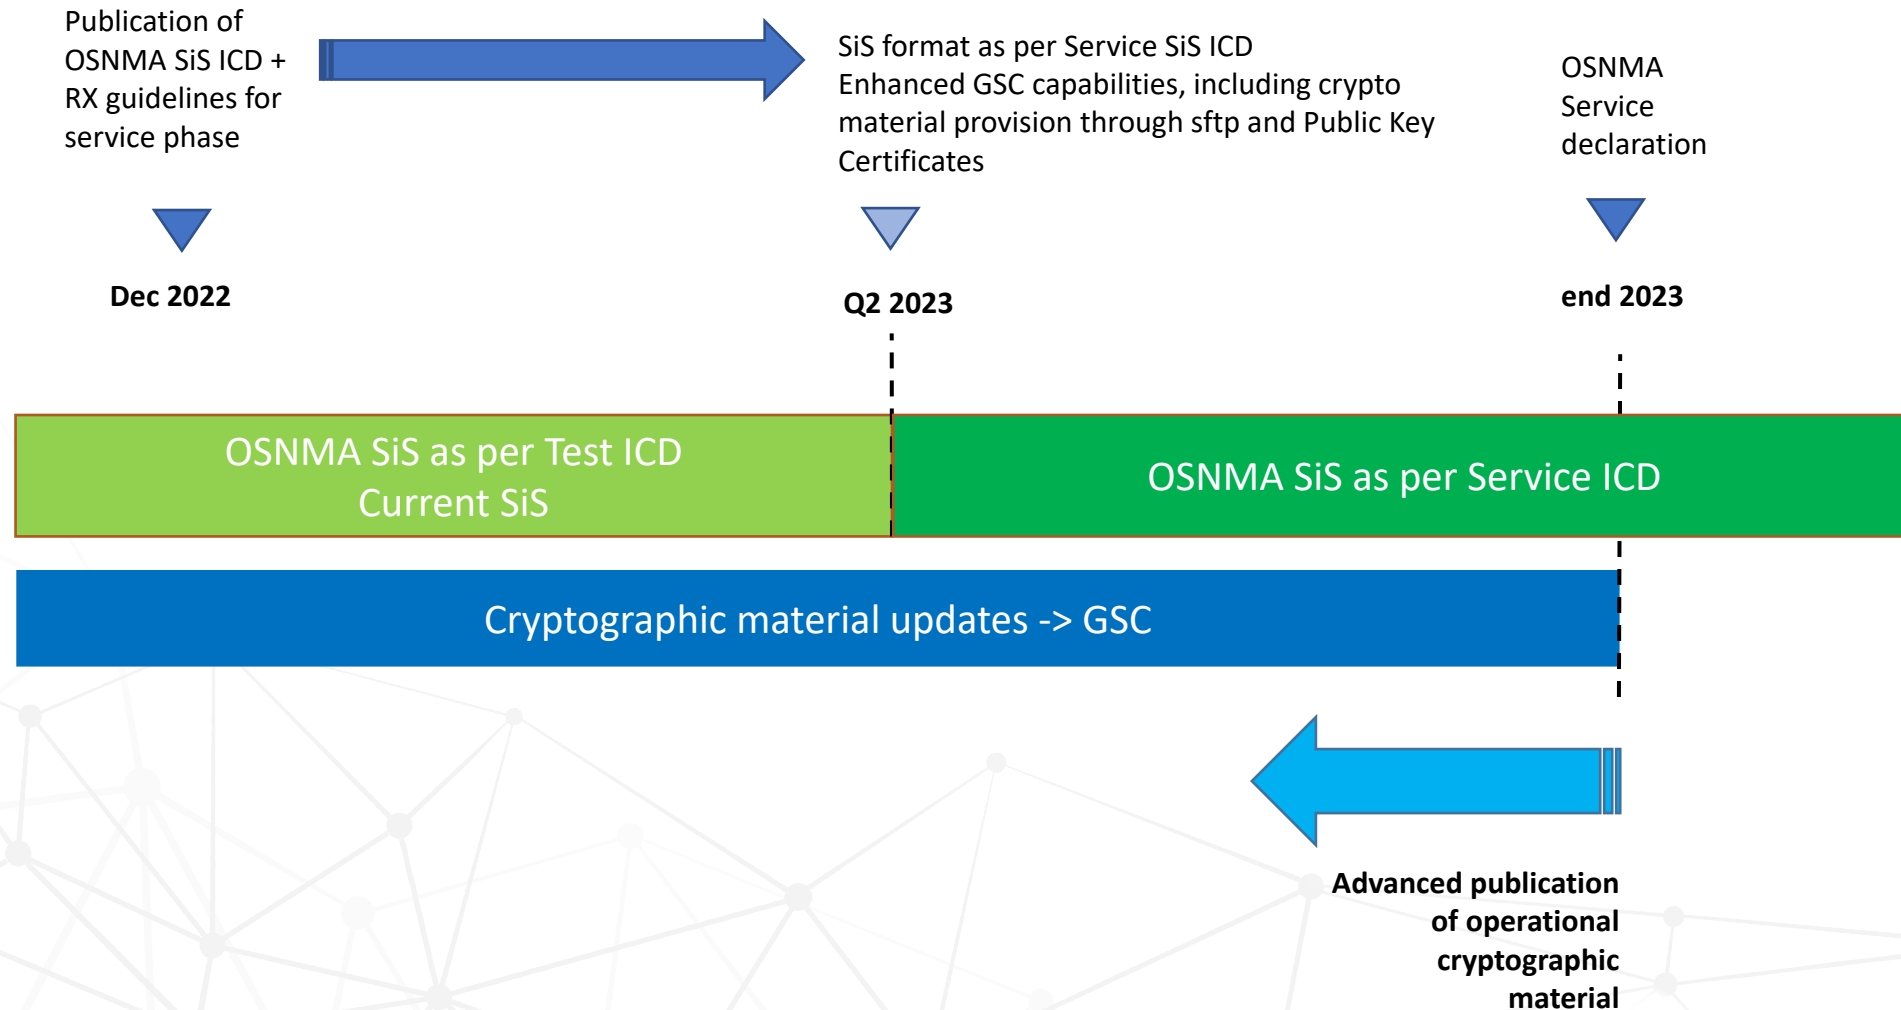 Publication of
OSNMA SiS ICD +
RX guidelines for
service phase
SiS format as per Service SiS ICD
Enhanced GSC capabilities, including crypto
material provision through sftp and Public Key
Certificates
OSNMA
Service
declaration
Dec 2022
Q2 2023
end 2023
OSNMA SiS as per Test ICD
Current SiS
OSNMA SiS as per Service ICD
Cryptographic material updates -> GSC
Advanced publication
of operational
cryptographic
material